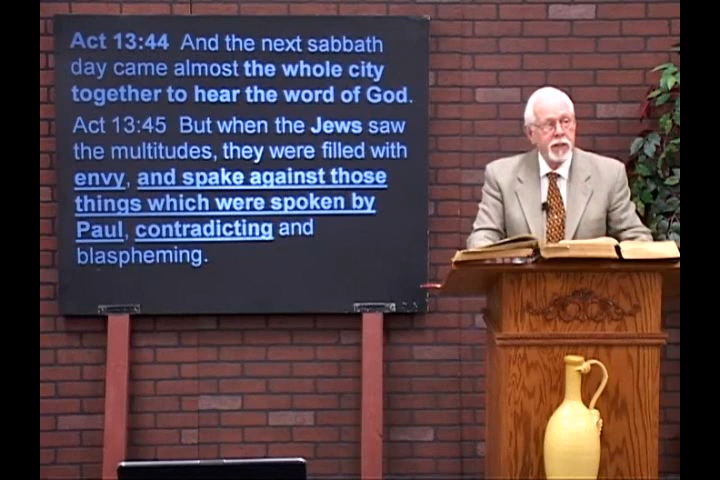 Act 13:44 And the next sabbath
day came almost the whole city
together to hear the word of God.
Act 13:45 But when the Jews saw
the multitudes, they were filled with
envy, and spake against those
things which were spoken by
Paul, contradicting and
blaspheming.